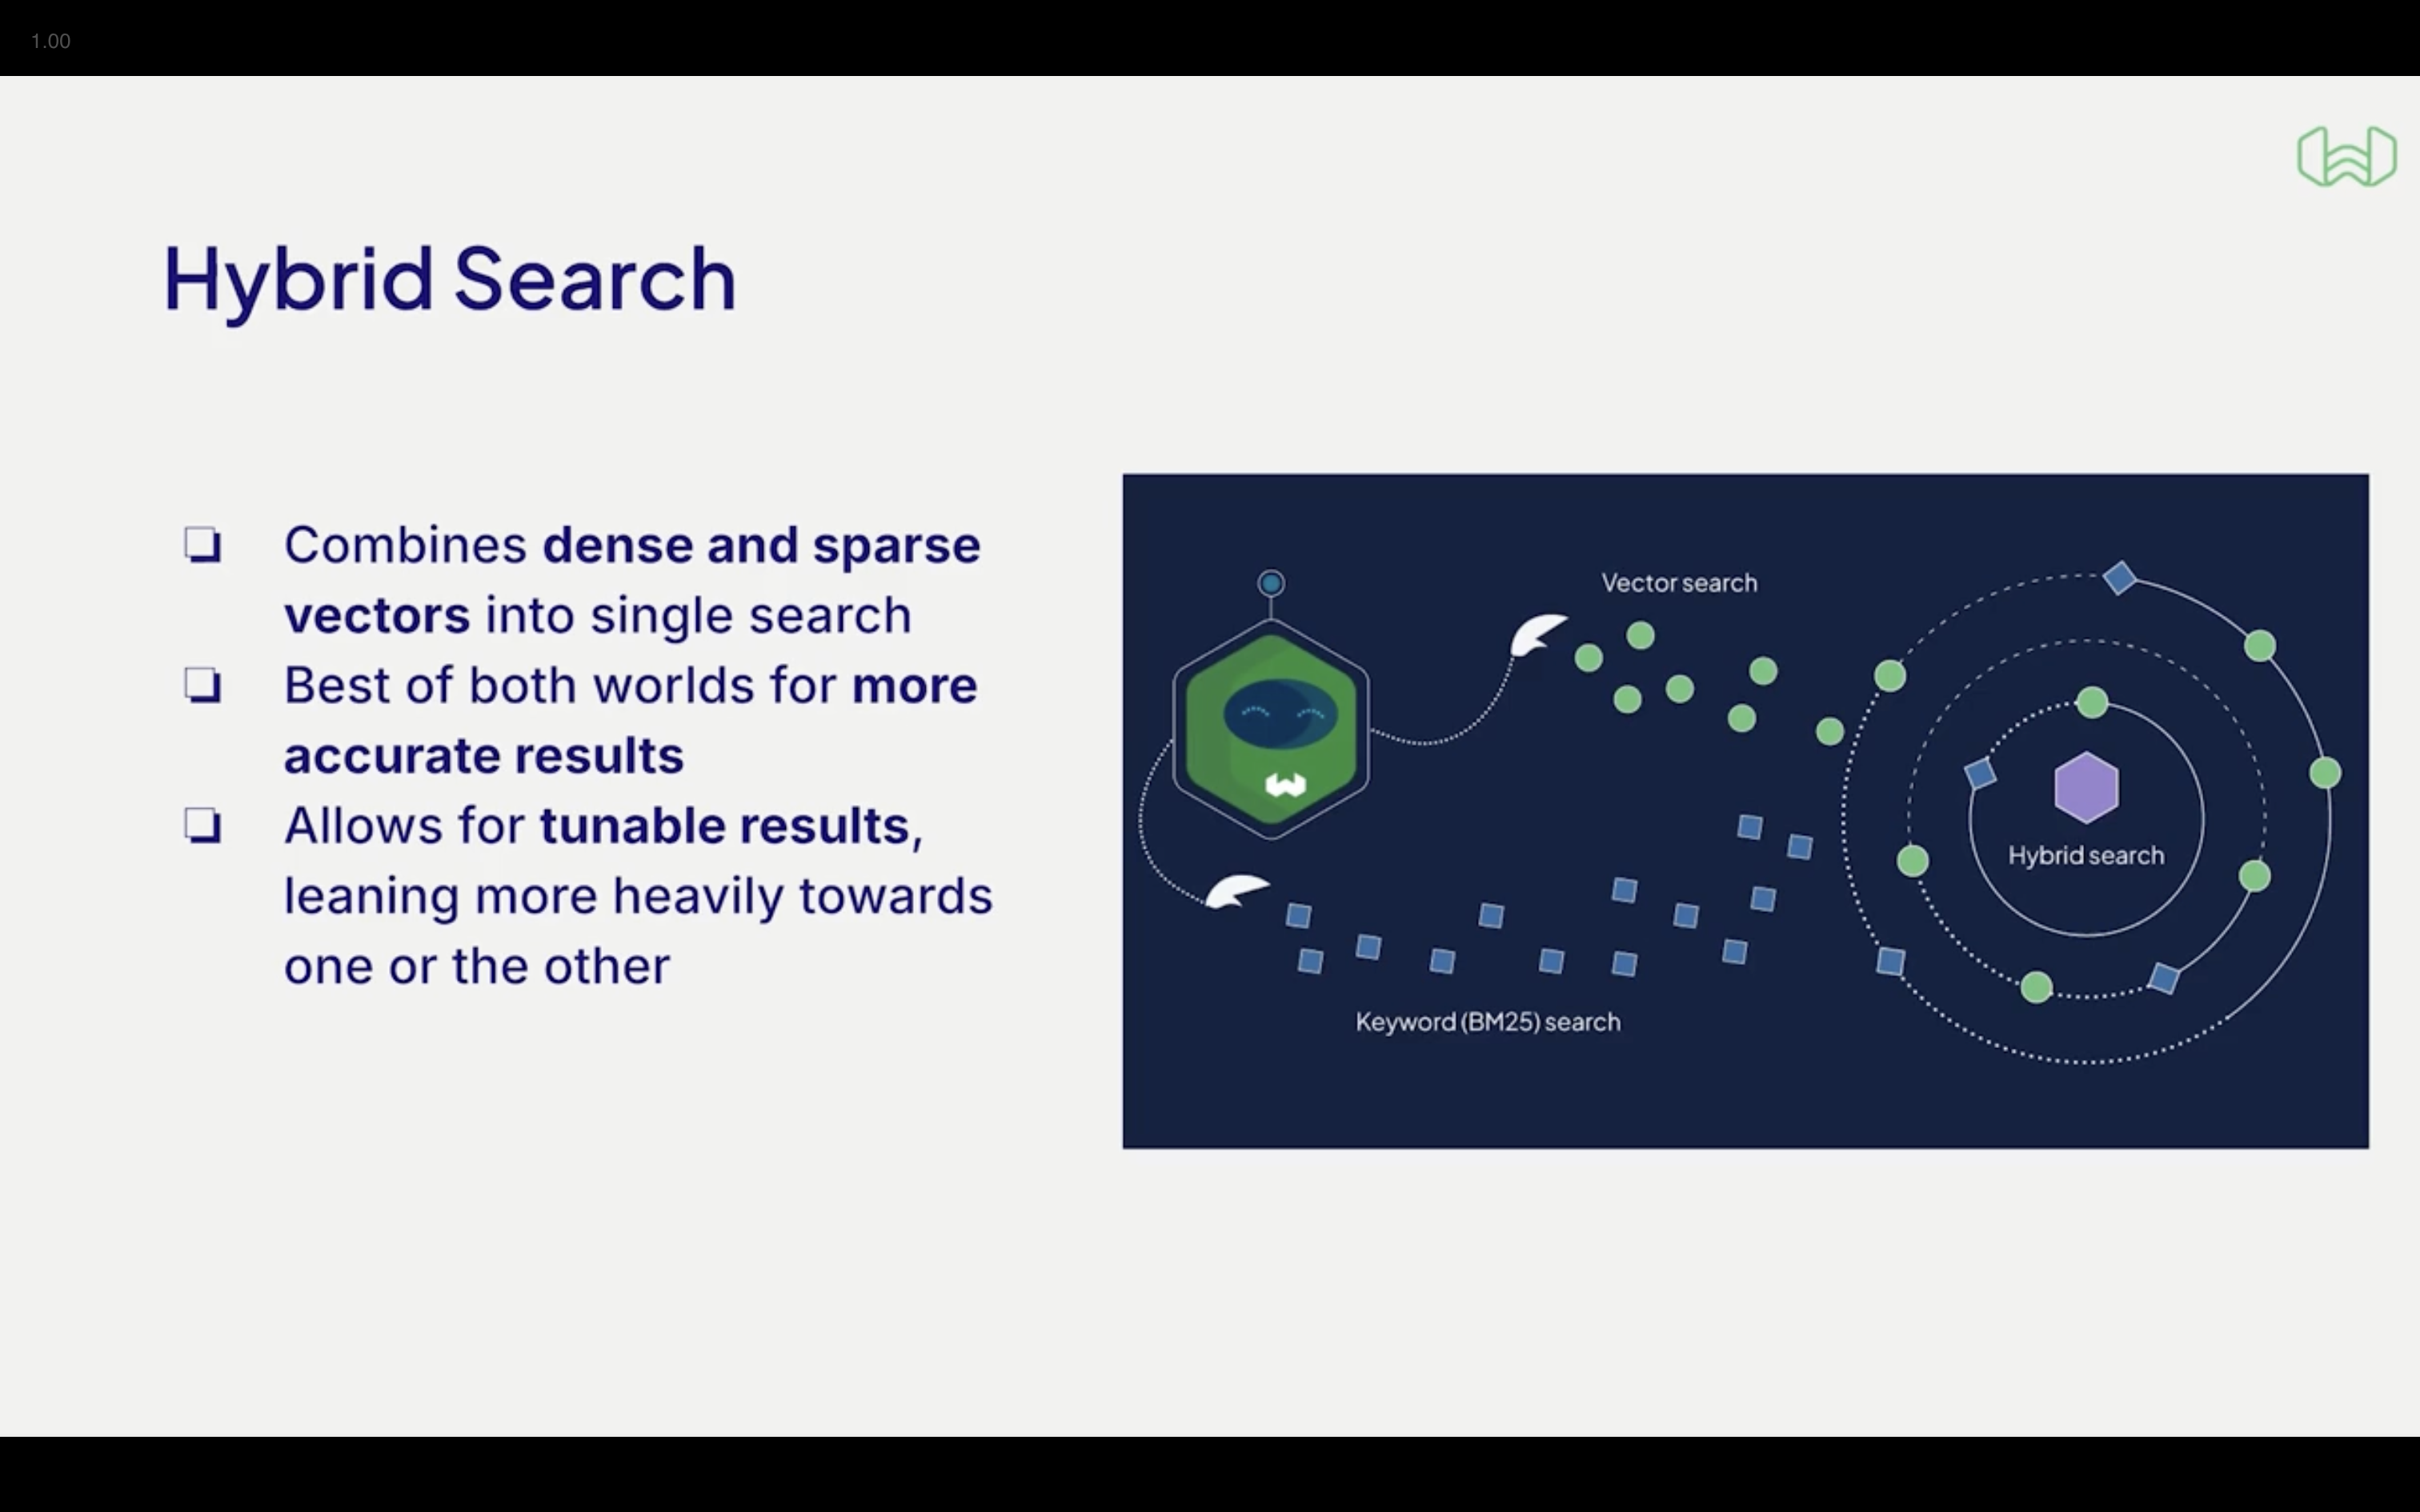 1.00
Hybrid Search
Combines dense and sparse
vectors into single search
Best of both worlds for more
accurate results
Allows for tunable results,
leaning more heavily towards
one or the other
Vector search
Hybrid search
Keyword (BM25) search